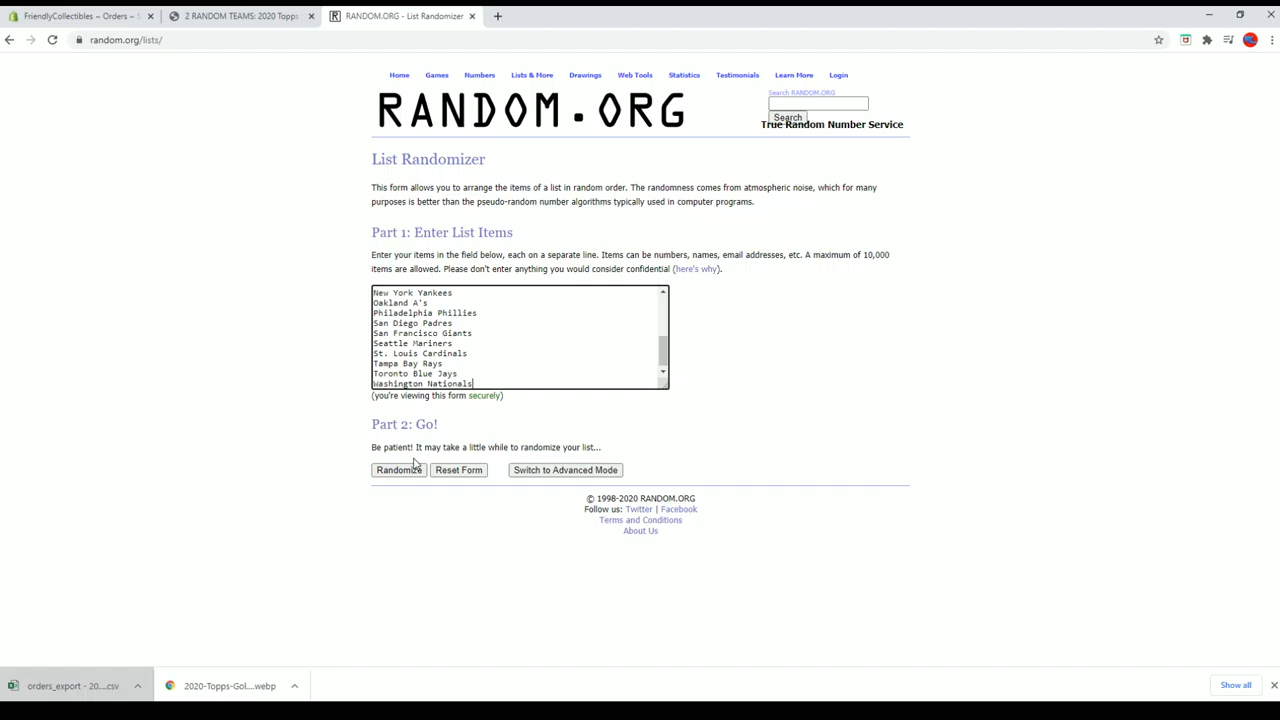 FriendlyCollectibles ~ Orders ~ S
2 RANDOM TEAMS: 2020 Topps
RANDOM.ORG - List Randomizer
random.org/lists/
Home Games Numbers Lists & More Drawings Web Tools Statistics Testimonials Learn More Login
Search RANDOM.ORG
Search
RANDOM.ORG
True Random Number Service
List Randomizer
This form allows you to arrange the items of a list in random order. The randomness comes from atmospheric noise, which for many
purposes is better than the pseudo-random number algorithms typically used in computer programs.
Part 1: Enter List Items
Enter your items in the field below, each on a separate line. Items can be numbers, names, email addresses, etc. A maximum of 10,000
items are allowed. Please don't enter anything you would consider confidential (here's why).
New York Yankees
Oakland A's
Philadelphia Phillies
San Diego Padres
San Francisco Giants
Seattle Mariners
St. Louis Cardinals
Tampa Bay Rays
Toronto Blue Jays
Washington Nationals
(you're viewing this form securely)
Part 2: Go!
Be patient! It may take a little while to randomize your list...
Randomize Reset Form Switch to Advanced Mode
© 1998-2020 RANDOM.ORG
Follow us: Twitter | Facebook
Terms and Conditions
About Us
orders_export - 20....csv
2020-Topps-Gol....webp
Show all